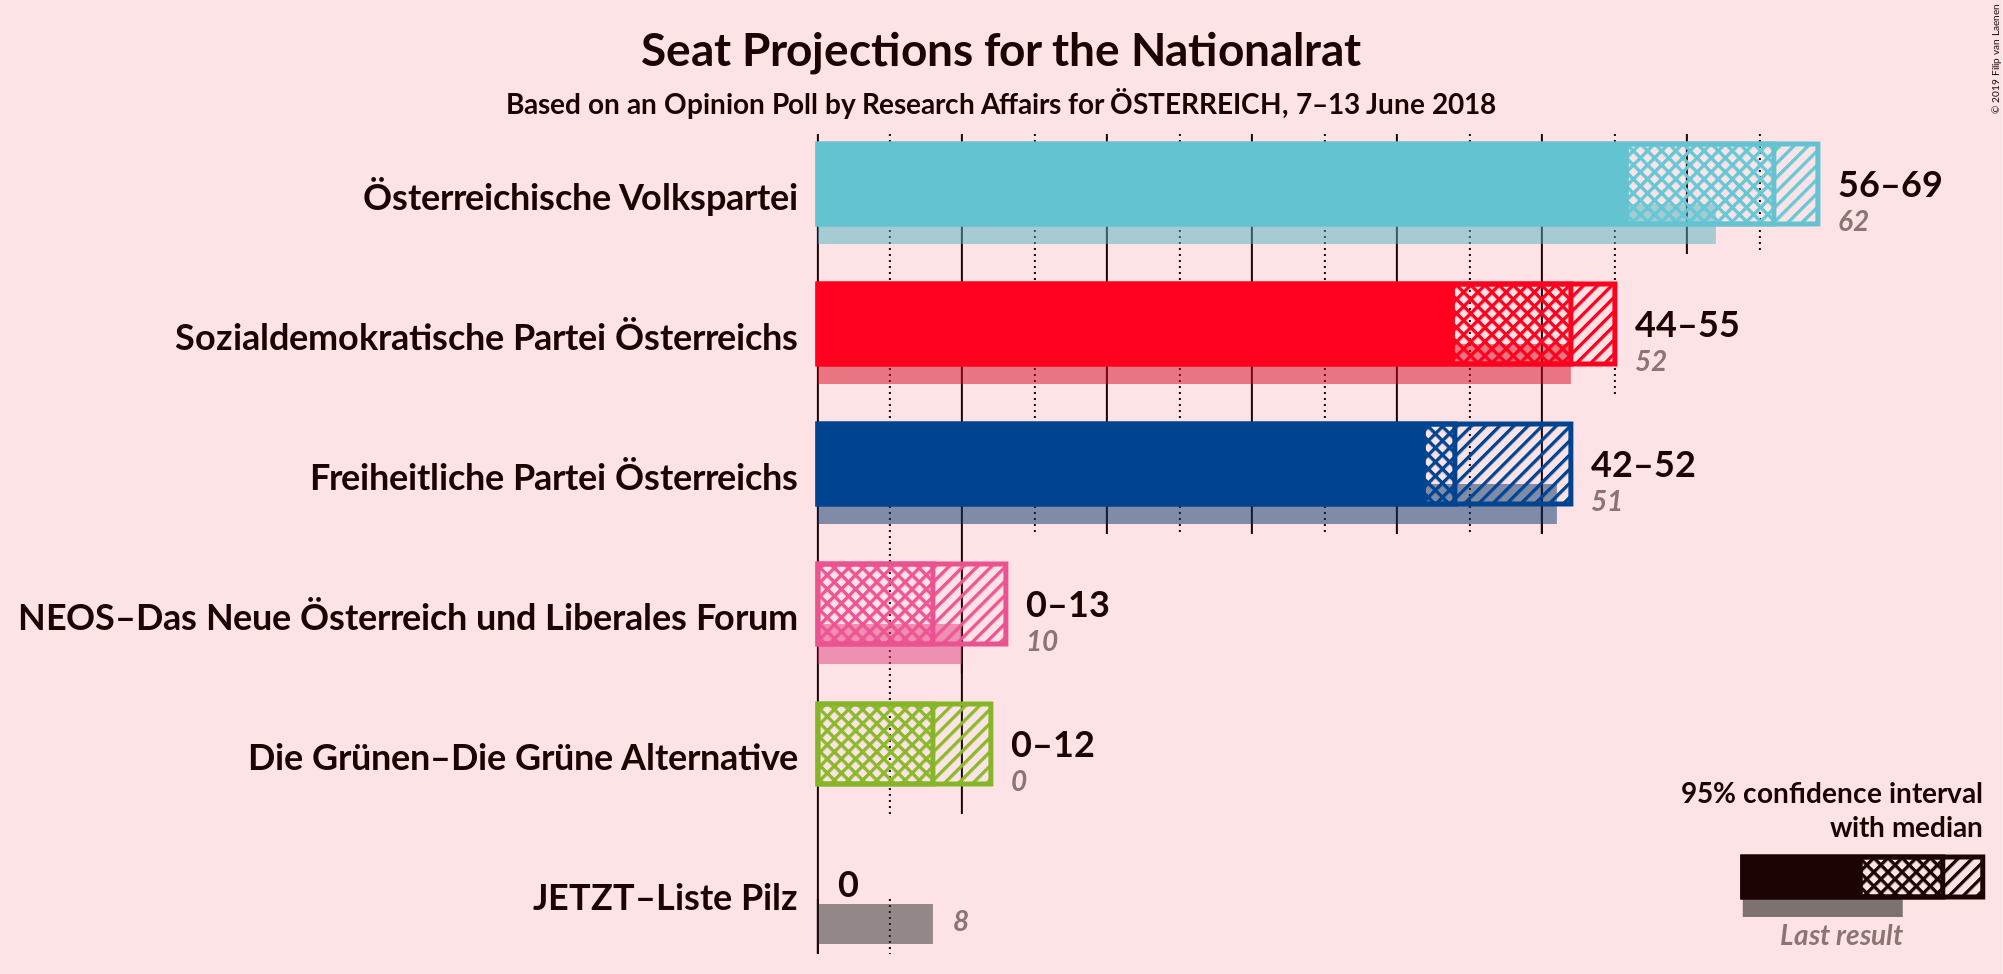 Seat Projections for the Nationalrat
Based on an Opinion Poll by Research Affairs for ÖSTERREICH, 7–13 June 2018
© 2019 Filip van Laenen
Österreichische Volkspartei
56–69
62
Sozialdemokratische Partei Österreichs
44–55
52
Freiheitliche Partei Österreichs
42–52
51
NEOS–Das Neue Österreich und Liberales Forum
0–13
10
Die Grünen–Die Grüne Alternative
0–12
0
JETZT–Liste Pilz
0
8
95% confidence interval
with median
Last result